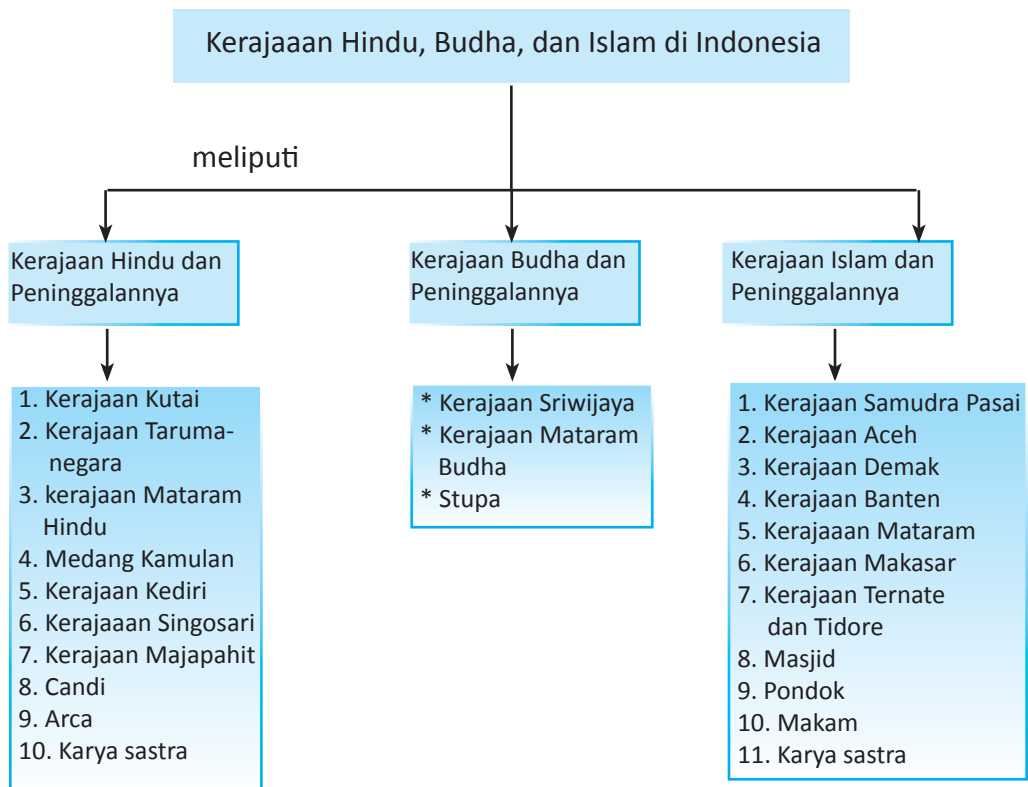 Kerajaaan Hindu, Budha, dan Islam di Indonesia
meliputi
Kerajaan Hindu dan
Peninggalannya
Kerajaan Budha dan
Peninggalannya
Kerajaan Islam dan
Peninggalannya
1. Kerajaan Kutai
2. Kerajaan Taruma-
negara
3. kerajaan Mataram
Hindu
4. Medang Kamulan
5. Kerajaan Kediri
6. Kerajaaan Singosari
7. Kerajaan Majapahit
8. Candi
9. Arca
10. Karya sastra
* Kerajaan Sriwijaya
* Kerajaan Mataram
Budha
* Stupa
1. Kerajaan Samudra Pasai
2. Kerajaan Aceh
3. Kerajaan Demak
4. Kerajaan Banten
5. Kerajaaan Mataram
6. Kerajaan Makasar
7. Kerajaan Ternate
dan Tidore
8. Masjid
9. Pondok
10. Makam
11. Karya sastra